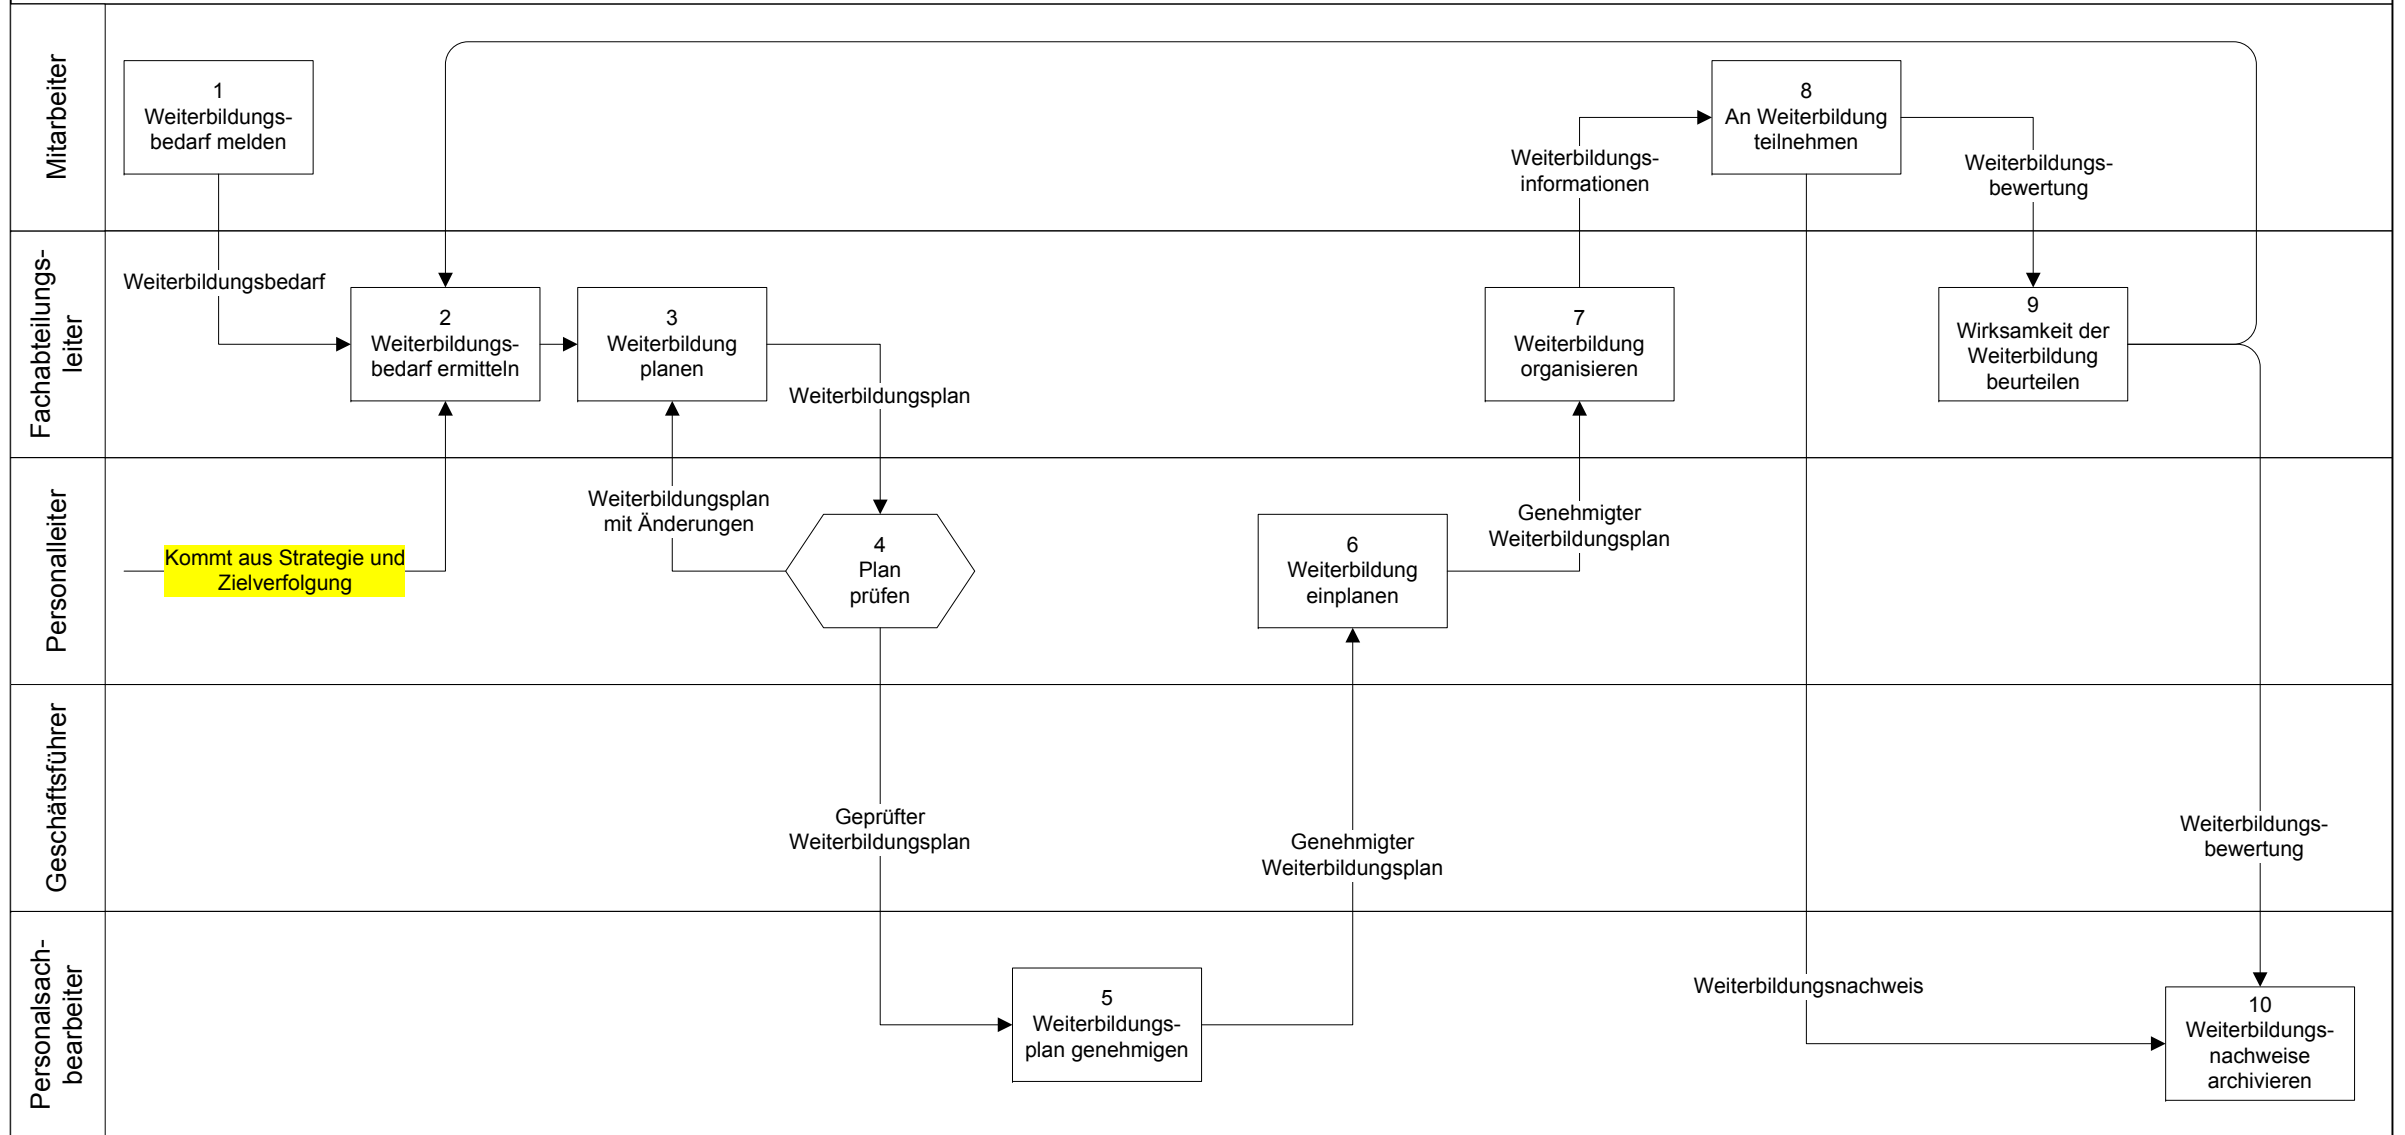 Mitarbeiter
1
Weiterbildungs-
bedarf melden
8
An Weiterbildung
teilnehmen
Weiterbildungs-
informationen
Weiterbildungs-
bewertung
Fachabteilungs-
leiter
Weiterbildungsbedarf
2
Weiterbildungs-
bedarf ermitteln
3
Weiterbildung
planen
Weiterbildungsplan
7
Weiterbildung
organisieren
9
Wirksamkeit der
Weiterbildung
beurteilen
Personalleiter
Kommt aus Strategie und
Zielverfolgung
Weiterbildungsplan
mit Änderungen
4
Plan
prüfen
6
Weiterbildung
einplanen
Genehmigter
Weiterbildungsplan
Geschäftsführer
Geprüfter
Weiterbildungsplan
Genehmigter
Weiterbildungsplan
Weiterbildungs-
bewertung
Personalsach-
bearbeiter
5
Weiterbildungs-
plan genehmigen
Weiterbildungsnachweis
10
Weiterbildungs-
nachweise
archivieren